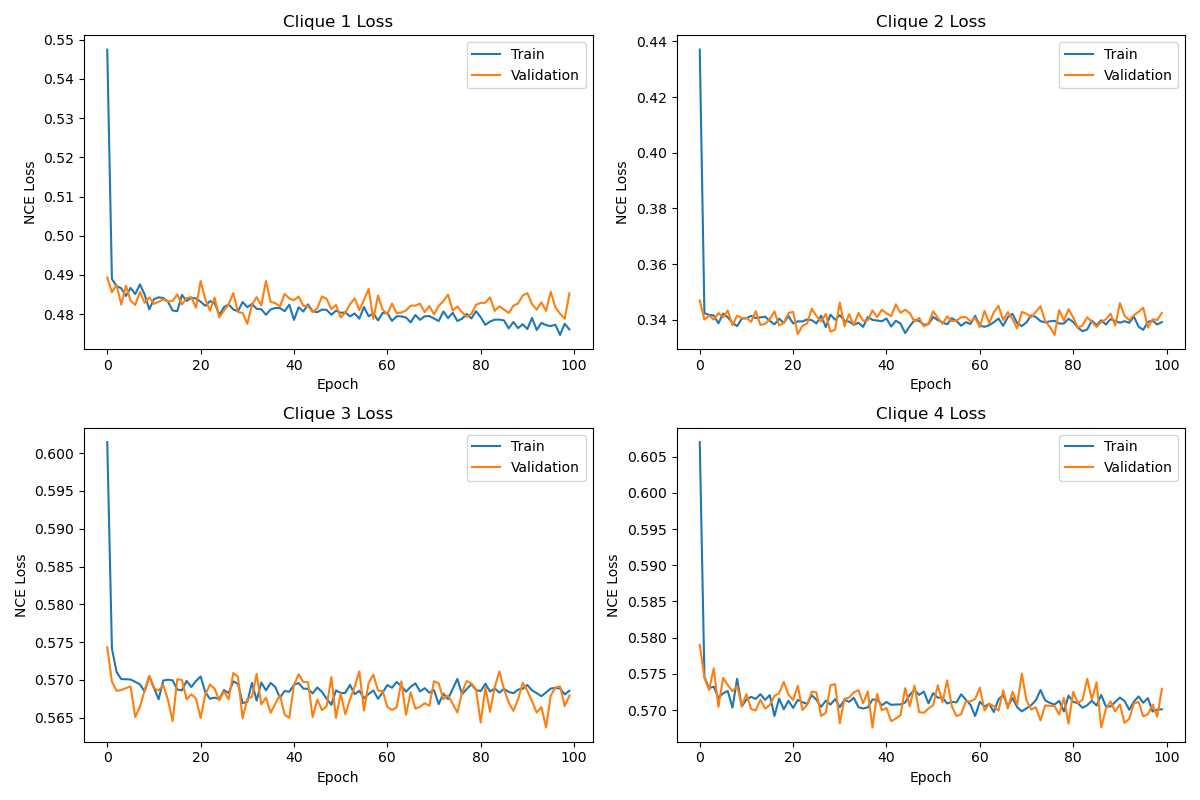 Clique 1 Loss
NCE Loss
0.55
0.54
0.53
0.52
0.51
0.50
0.49
0.48
0
20
40
60
80
100
Epoch
Train
Validation
Clique 2 Loss
NCE Loss
0.44
0.42
0.40
0.38
0.36
0.34
0
20
40
60
80
100
Epoch
Train
Validation
Clique 3 Loss
NCE Loss
0.600
0.595
0.590
0.585
0.580
0.575
0.570
0.565
0
20
40
60
80
100
Epoch
Train
Validation
Clique 4 Loss
NCE Loss
0.605
0.600
0.595
0.590
0.585
0.580
0.575
0.570
0
20
40
60
80
100
Epoch
Train
Validation